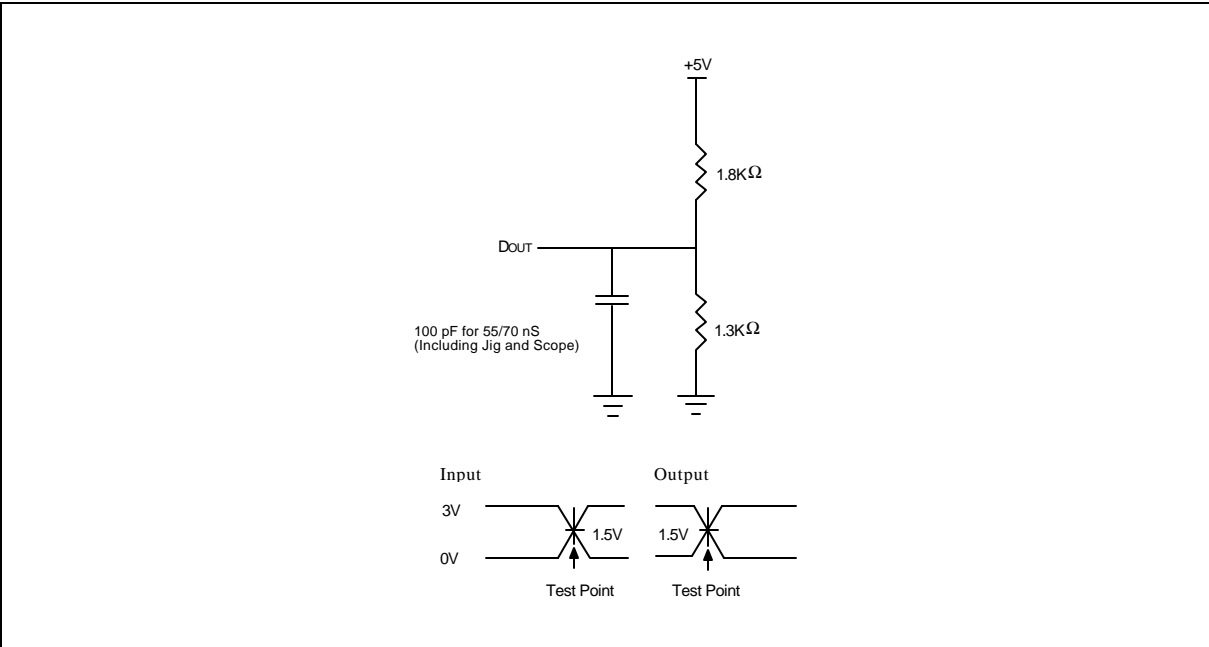 +5V
1.8KΩ
DOUT
1.3KΩ
100 pF for 55/70 nS
(Including Jig and Scope)
Input
Output
3V
1.5V
1.5V
0V
Test Point
Test Point